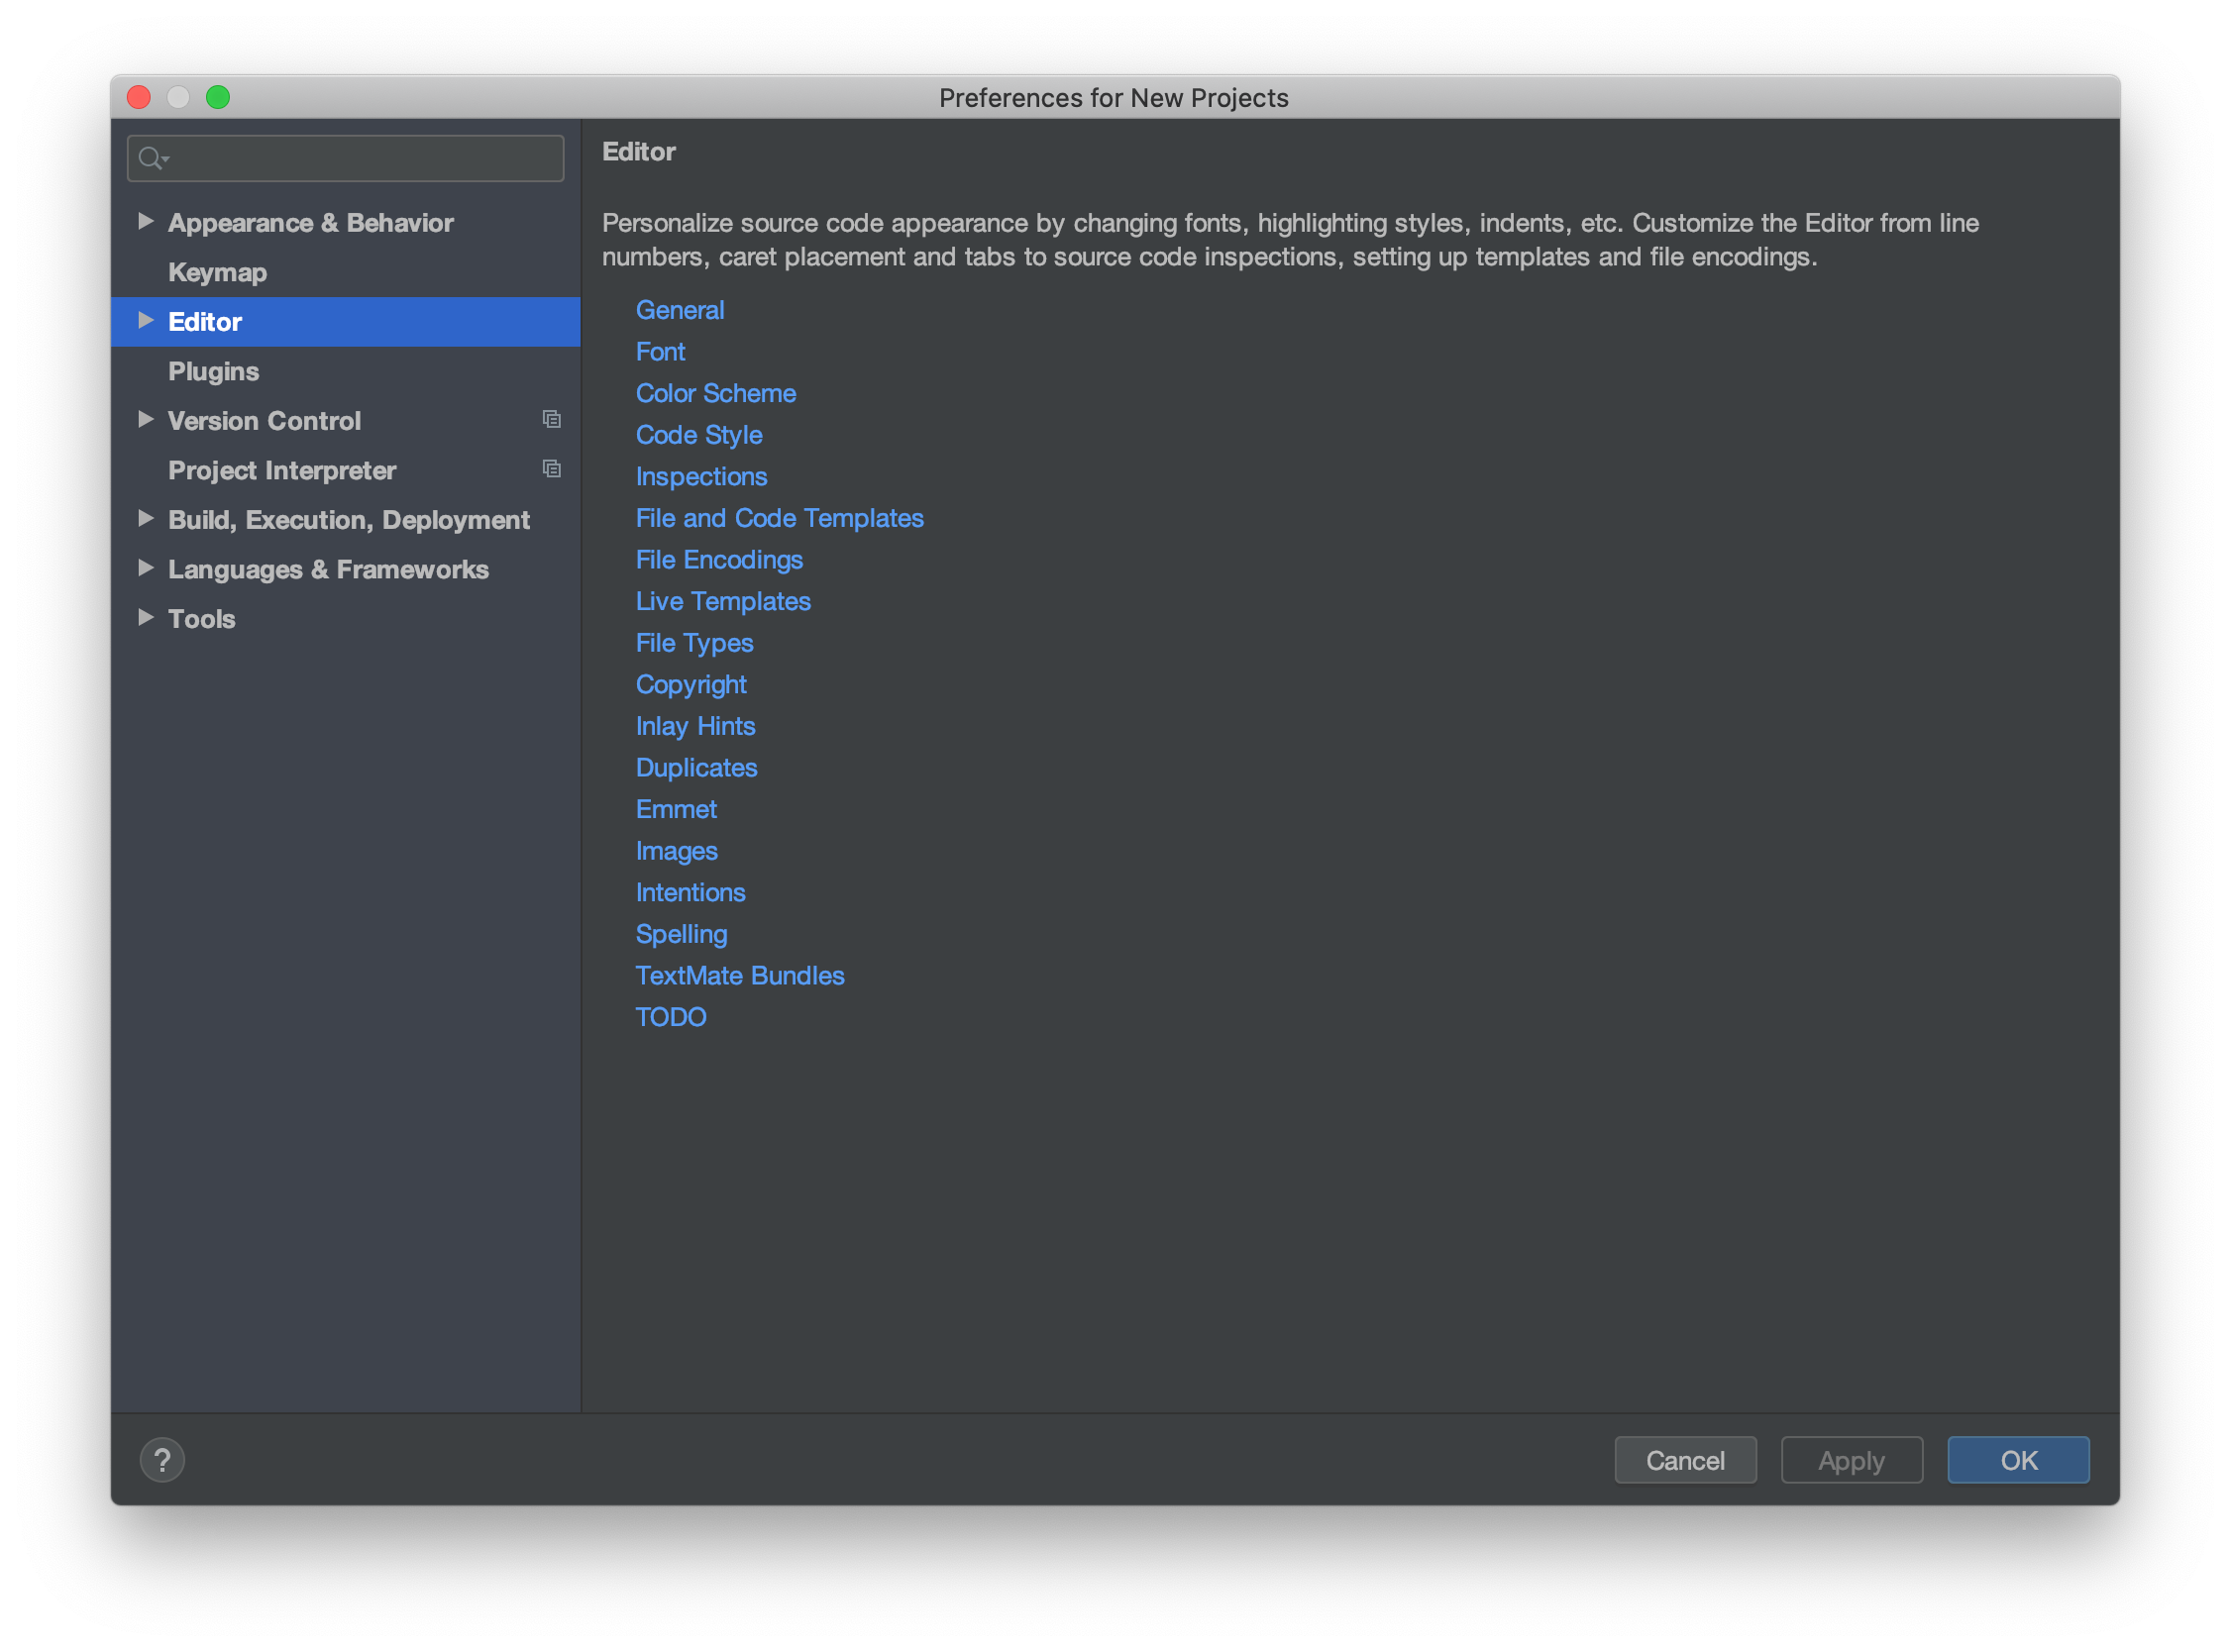 Preferences for New Projects
Appearance & Behavior
Keymap
Editor
Plugins
Version Control
Project Interpreter
Build, Execution, Deployment
Languages & Frameworks
Tools
Editor
Personalize source code appearance by changing fonts, highlighting styles, indents, etc. Customize the Editor from line
numbers, caret placement and tabs to source code inspections, setting up templates and file encodings.
General
Font
Color Scheme
Code Style
Inspections
File and Code Templates
File Encodings
Live Templates
File Types
Copyright
Inlay Hints
Duplicates
Emmet
Images
Intentions
Spelling
TextMate Bundles
TODO
?
Cancel
Apply
OK